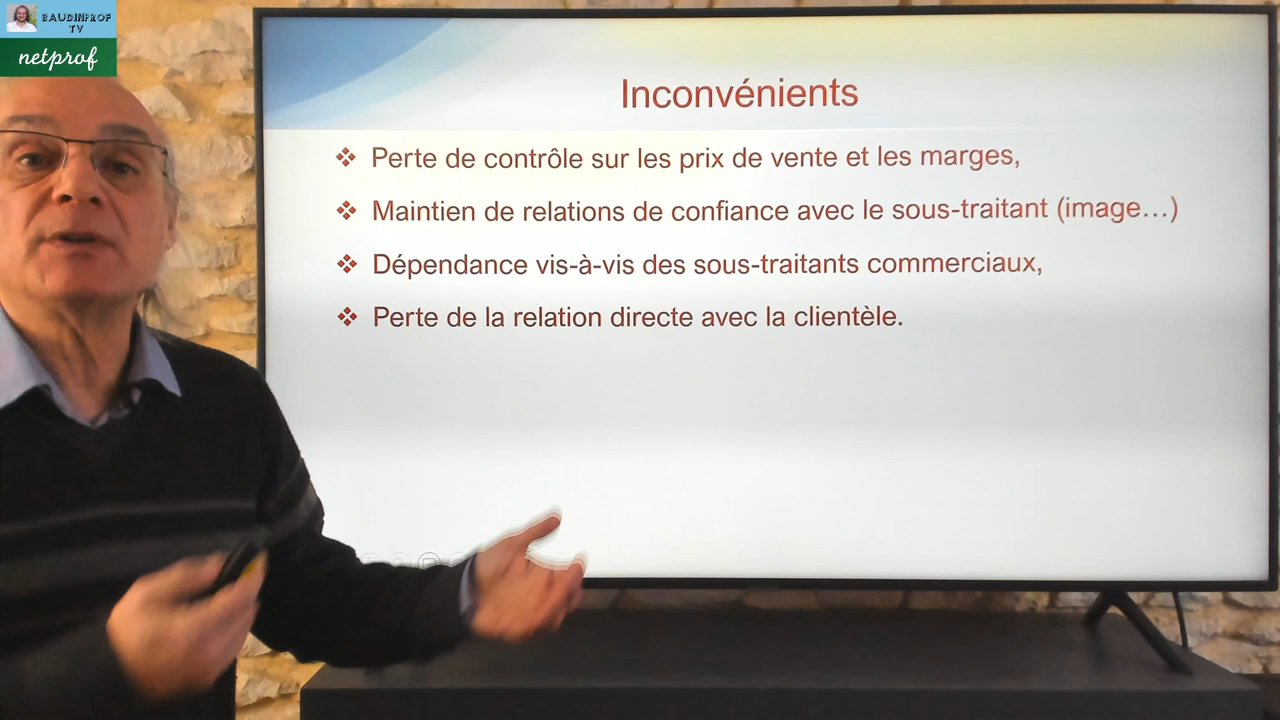 BAUDINPROF
TV
netprof
Inconvénients
❖ Perte de contrôle sur les prix de vente et les marges,
❖ Maintien de relations de confiance avec le sous-traitant (image…)
❖ Dépendance vis-à-vis des sous-traitants commerciaux,
❖ Perte de la relation directe avec la clientèle.